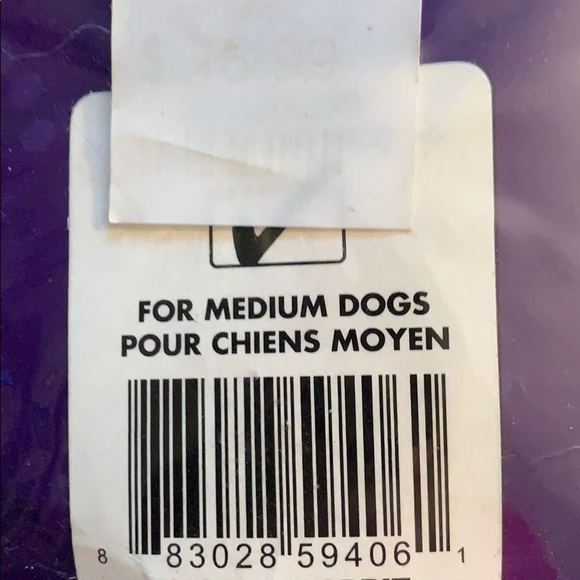 FOR MEDIUM DOGS
POUR CHIENS MOYEN
8 83028 59406 1